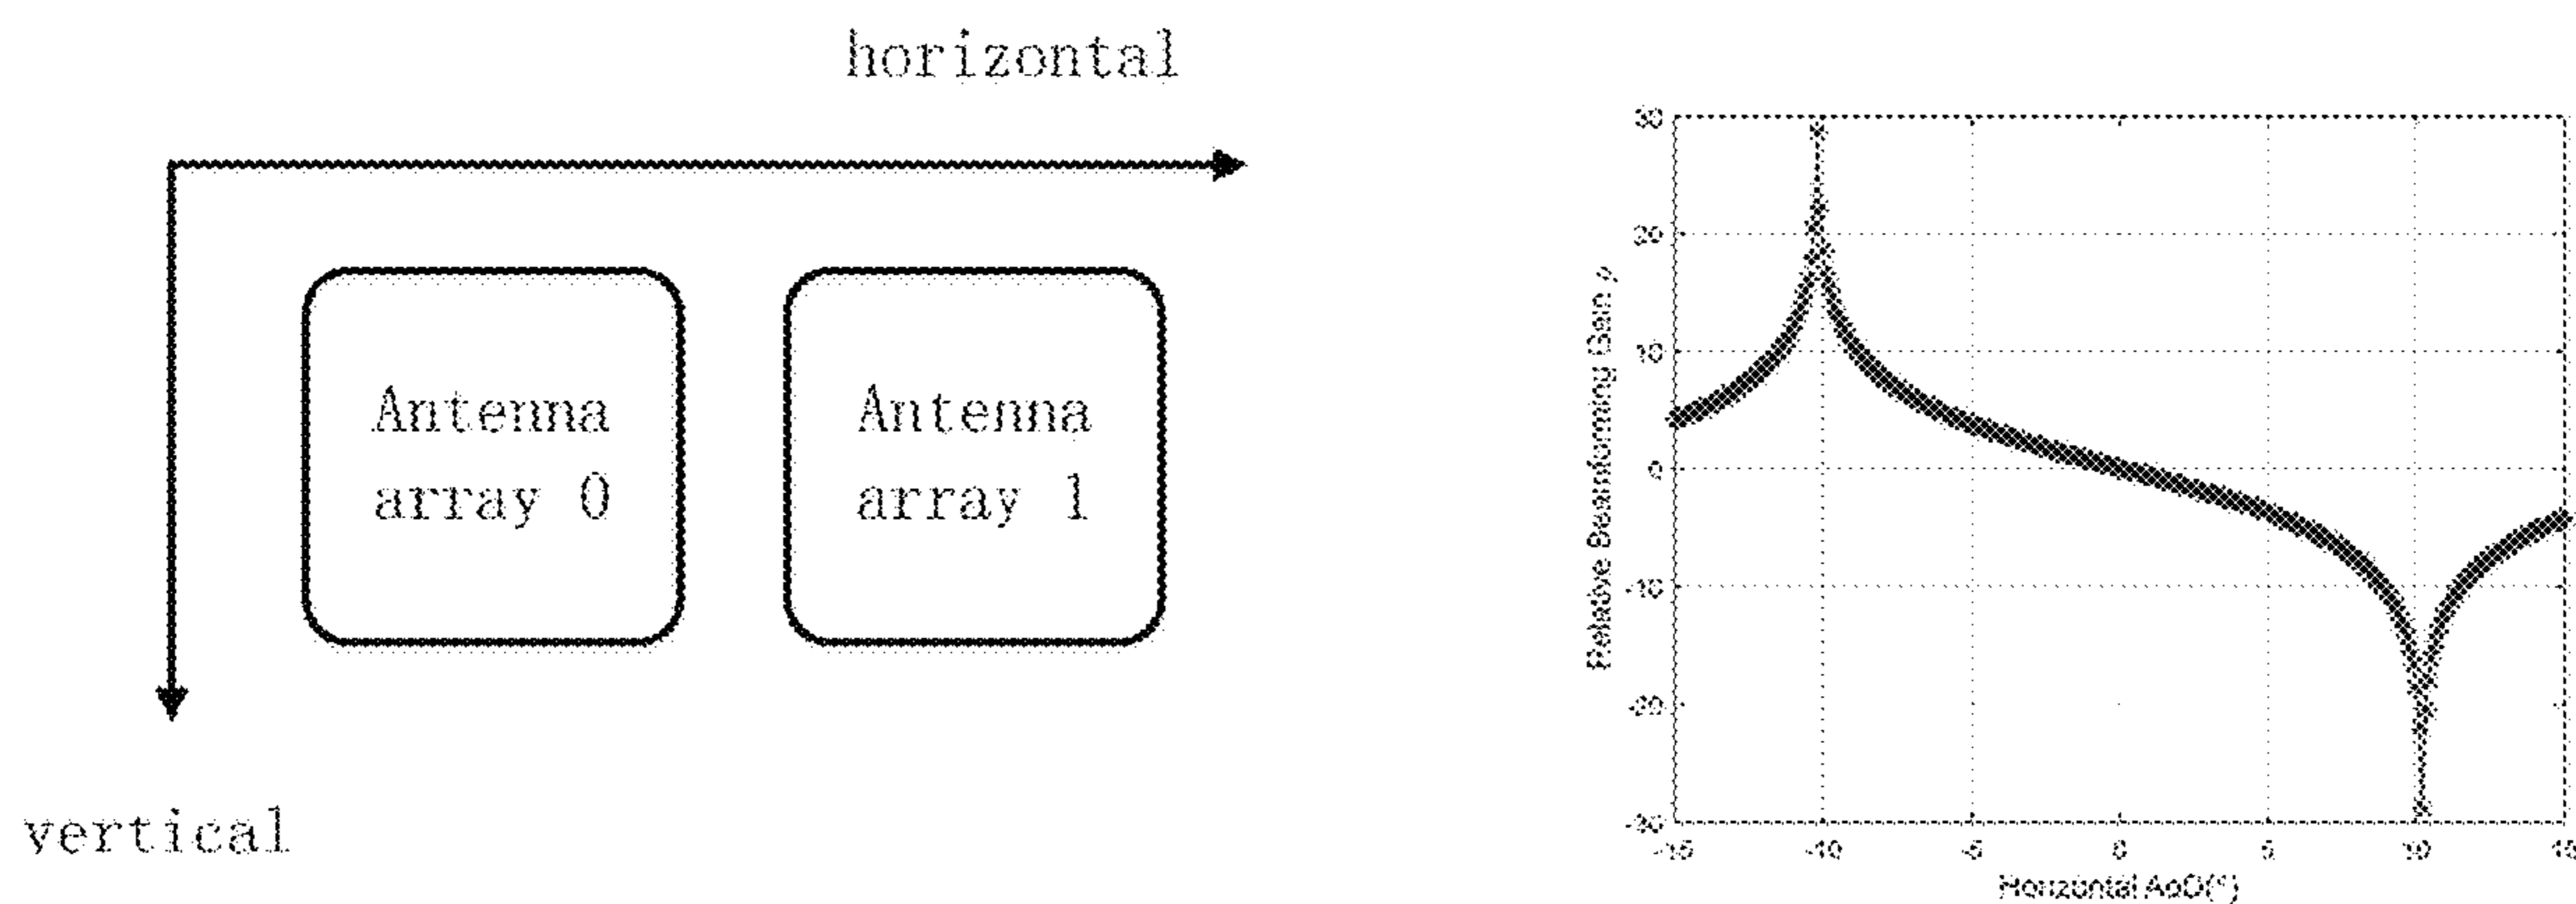 horizontal
Antenna
array 0
Antenna
array 1
vertical
30
20
10
0
-10
-20
-30
Relative Beamforming Gain
-15
-10
-5
0
5
10
15
Horizontal AoD(°)